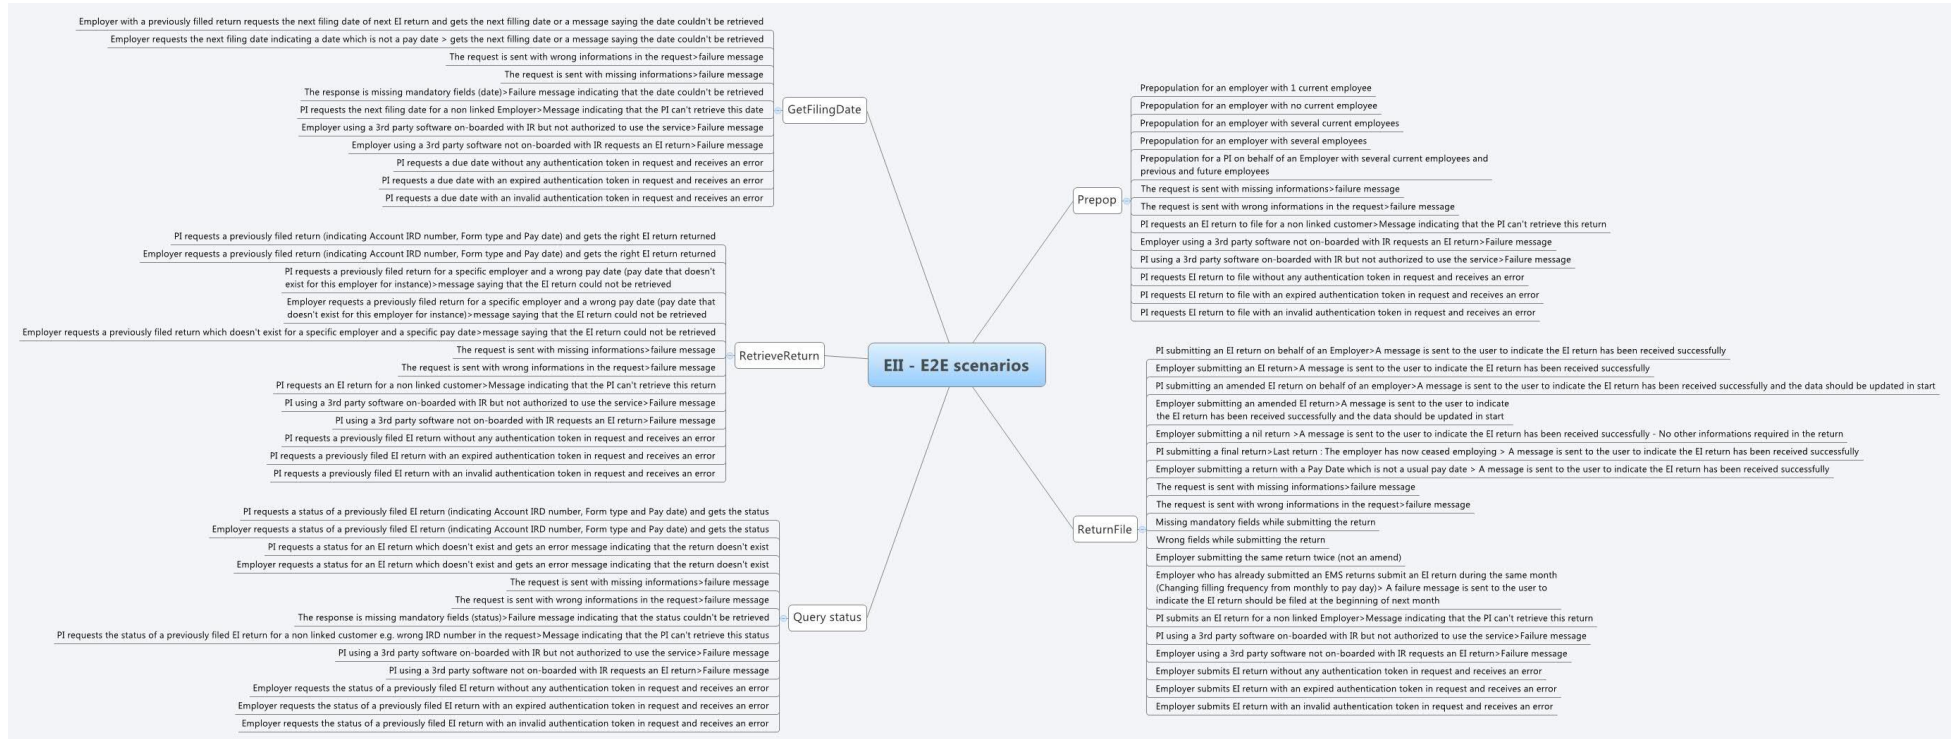 EII - E2E scenarios
GetFilingDate
Employer with a previously filled return requests the next filing date of next EI return and gets the next filling date or a message saying the date couldn't be retrieved
Employer requests the next filing date indicating a date which is not a pay date > gets the next filling date or a message saying the date couldn't be retrieved
The request is sent with wrong informations in the request>failure message
The request is sent with missing informations>failure message
The response is missing mandatory fields (date)>Failure message indicating that the date couldn't be retrieved
PI requests the next filing date for a non linked Employer>Message indicating that the PI can't retrieve this date
Employer using a 3rd party software on-boarded with IR but not authorized to use the service>Failure message
Employer using a 3rd party software not on-boarded with IR requests an EI return>Failure message
PI requests a due date without any authentication token in request and receives an error
PI requests a due date with an expired authentication token in request and receives an error
PI requests a due date with an invalid authentication token in request and receives an error
RetrieveReturn
PI requests a previously filed return (indicating Account IRD number, Form type and Pay date) and gets the right EI return returned
Employer requests a previously filed return (indicating Account IRD number, Form type and Pay date) and gets the right EI return returned
PI requests a previously filed return for a specific employer and a wrong pay date (pay date that doesn't
exist for this employer for instance)>message saying that the EI return could not be retrieved
Employer requests a previously filed return for a specific employer and a wrong pay date (pay date that
doesn't exist for this employer for instance)>message saying that the EI return could not be retrieved
Employer requests a previously filed return which doesn't exist for a specific employer and a specific pay date>message saying that the EI return could not be retrieved
The request is sent with missing informations>failure message
The request is sent with wrong informations in the request>failure message
PI requests an EI return for a non linked customer>Message indicating that the PI can't retrieve this return
PI using a 3rd party software on-boarded with IR but not authorized to use the service>Failure message
PI using a 3rd party software not on-boarded with IR requests an EI return>Failure message
PI requests a previously filed EI return without any authentication token in request and receives an error
PI requests a previously filed EI return with an expired authentication token in request and receives an error
PI requests a previously filed EI return with an invalid authentication token in request and receives an error
Query status
PI requests a status of a previously filed EI return (indicating Account IRD number, Form type and Pay date) and gets the status
Employer requests a status of a previously filed EI return (indicating Account IRD number, Form type and Pay date) and gets the status
PI requests a status for an EI return which doesn't exist and gets an error message indicating that the return doesn't exist
Employer requests a status for an EI return which doesn't exist and gets an error message indicating that the return doesn't exist
The request is sent with missing informations>failure message
The request is sent with wrong informations in the request>failure message
The response is missing mandatory fields (status)>Failure message indicating that the status couldn't be retrieved
PI requests the status of a previously filed EI return for a non linked customer e.g. wrong IRD number in the request>Message indicating that the PI can't retrieve this status
PI using a 3rd party software on-boarded with IR but not authorized to use the service>Failure message
PI using a 3rd party software not on-boarded with IR requests an EI return>Failure message
Employer requests the status of a previously filed EI return without any authentication token in request and receives an error
Employer requests the status of a previously filed EI return with an expired authentication token in request and receives an error
Employer requests the status of a previously filed EI return with an invalid authentication token in request and receives an error
Prepop
Prepopulation for an employer with 1 current employee
Prepopulation for an employer with no current employee
Prepopulation for an employer with several current employees
Prepopulation for an employer with several employees
Prepopulation for a PI on behalf of an Employer with several current employees and
previous and future employees
The request is sent with missing informations>failure message
The request is sent with wrong informations in the request>failure message
PI requests an EI return to file for a non linked customer>Message indicating that the PI can't retrieve this return
Employer using a 3rd party software not on-boarded with IR requests an EI return>Failure message
PI using a 3rd party software on-boarded with IR but not authorized to use the service>Failure message
PI requests EI return to file without any authentication token in request and receives an error
PI requests EI return to file with an expired authentication token in request and receives an error
PI requests EI return to file with an invalid authentication token in request and receives an error
ReturnFile
PI submitting an EI return on behalf of an Employer>A message is sent to the user to indicate the EI return has been received successfully
Employer submitting an EI return>A message is sent to the user to indicate the EI return has been received successfully
PI submitting an amended EI return on behalf of an employer>A message is sent to the user to indicate the EI return has been received successfully and the data should be updated in start
Employer submitting an amended EI return>A message is sent to the user to indicate
the EI return has been received successfully and the data should be updated in start
Employer submitting a nil return >A message is sent to the user to indicate the EI return has been received successfully - No other informations required in the return
PI submitting a final return>Last return : The employer has now ceased employing > A message is sent to the user to indicate the EI return has been received successfully
Employer submitting a return with a Pay Date which is not a usual pay date > A message is sent to the user to indicate the EI return has been received successfully
The request is sent with missing informations>failure message
The request is sent with wrong informations in the request>failure message
Missing mandatory fields while submitting the return
Wrong fields while submitting the return
Employer submitting the same return twice (not an amend)
Employer who has already submitted an EMS returns submit an EI return during the same month
(Changing filling frequency from monthly to pay day)> A failure message is sent to the user to
indicate the EI return should be filed at the beginning of next month
PI submits an EI return for a non linked Employer>Message indicating that the PI can't retrieve this return
PI using a 3rd party software on-boarded with IR but not authorized to use the service>Failure message
Employer using a 3rd party software not on-boarded with IR requests an EI return>Failure message
Employer submits EI return without any authentication token in request and receives an error
Employer submits EI return with an expired authentication token in request and receives an error
Employer submits EI return with an invalid authentication token in request and receives an error